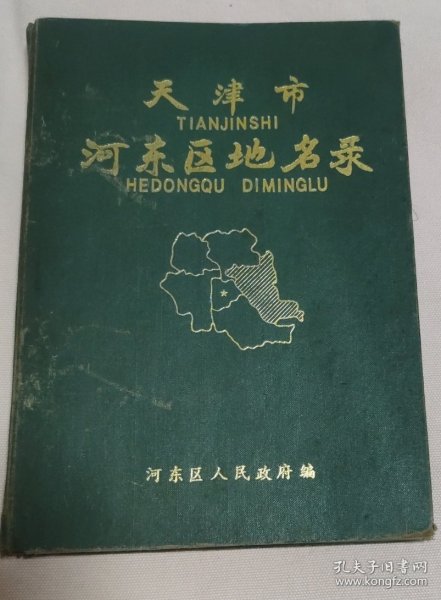 天津市
TIANJINSHI
河东区地名录
HEDONGQU DIMINGLU
河东区人民政府编
孔夫子旧书网
www.kongfz.com